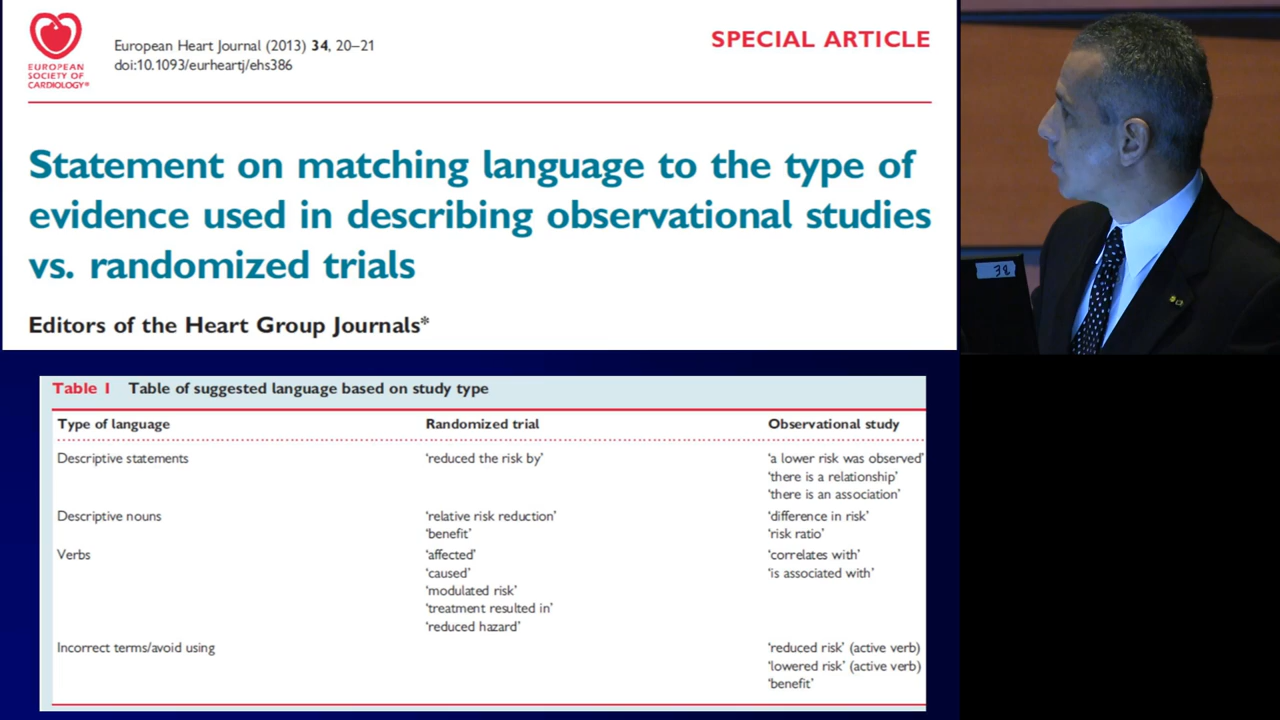 EUROPEAN
SOCIETY OF
CARDIOLOGY®
European Heart Journal (2013) 34, 20–21
doi:10.1093/eurheartj/ehs386
SPECIAL ARTICLE
Statement on matching language to the type of
evidence used in describing observational studies
vs. randomized trials
Editors of the Heart Group Journals*
38
Table 1 Table of suggested language based on study type
Type of language Randomized trial Observational study
Descriptive statements ‘reduced the risk by’ ‘a lower risk was observed’
‘there is a relationship’
‘there is an association’
Descriptive nouns ‘relative risk reduction’ ‘difference in risk’
‘benefit’ ‘risk ratio’
Verbs ‘affected’ ‘correlates with’
‘caused’ ‘is associated with’
‘modulated risk’
‘treatment resulted in’
‘reduced hazard’
Incorrect terms/avoid using ‘reduced risk’ (active verb)
‘lowered risk’ (active verb)
‘benefit’